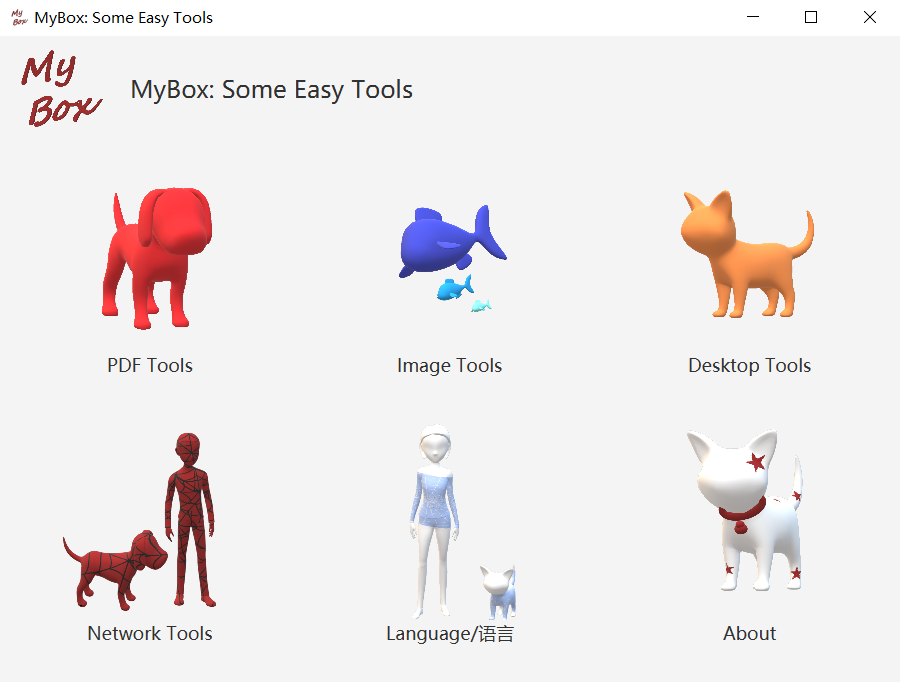 My
Box
MyBox: Some Easy Tools
My
Box
MyBox: Some Easy Tools
PDF Tools
Image Tools
Desktop Tools
Network Tools
Language/语言
About